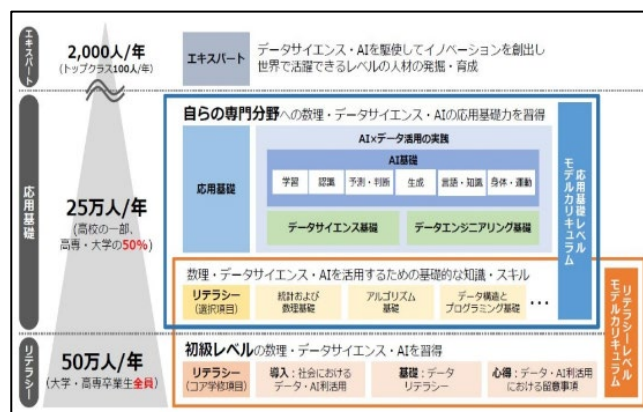 エキスパート
2,000人/年
(トップクラス100人/年)
エキスパート
データサイエンス・AIを駆使してイノベーションを創出し
世界で活躍できるレベルの人材の発掘・育成
応用基礎
25万人/年
(高校の一部、
高専・大学の50%)
自らの専門分野への数理・データサイエンス・AIの応用基礎力を習得
応用基礎
AI×データ活用の実践
AI基礎
学習
認識
予測・判断
生成
言語・知識
身体・運動
データサイエンス基礎
データエンジニアリング基礎
応用基礎レベル
モデルカリキュラム
数理・データサイエンス・AIを活用するための基礎的な知識・スキル
リテラシー
(選択項目)
統計および
数理基礎
アルゴリズム
基礎
データ構造と
プログラミング基礎
・・・
リテラシーレベル
モデルカリキュラム
リテラシー
50万人/年
(大学・高専卒業生全員)
初級レベルの数理・データサイエンス・AIを習得
リテラシー
(コア学修項目)
導入：社会における
データ・AI利活用
基礎：データ
リテラシー
心得：データ・AI利活用
における留意事項